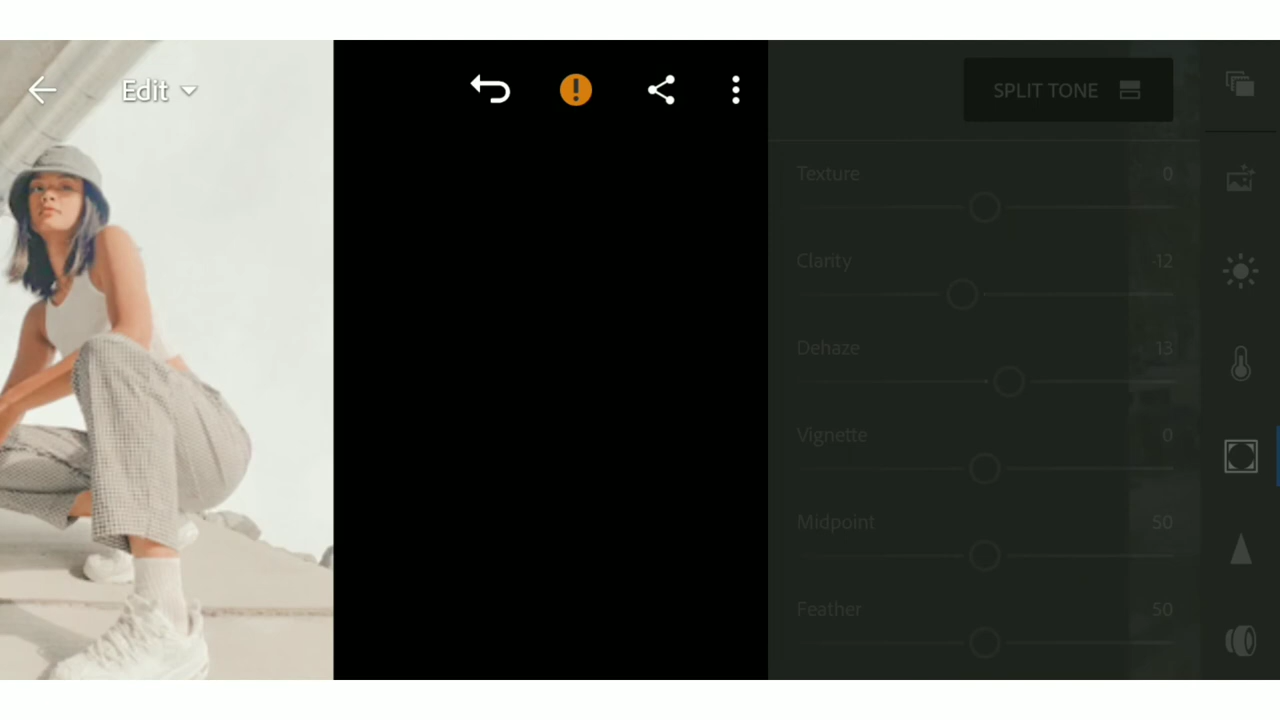 Edit
SPLIT TONE
Texture 0
Clarity -12
Dehaze 13
Vignette 0
Midpoint 50
Feather 50